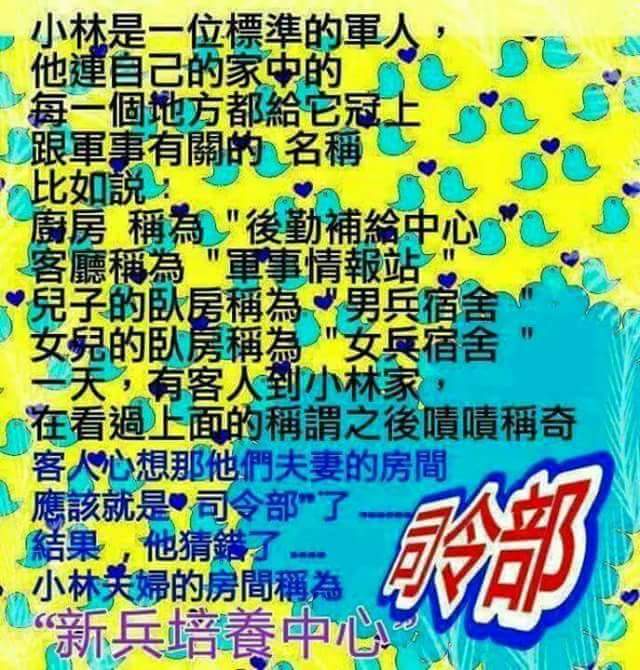 小林是一位標準的軍人，
他連自己的家中的
每一個地方都給它冠上
跟軍事有關的 名稱
比如說：
廚房 稱為 "後勤補給中心 "
客廳稱為 "軍事情報站 "
兒子的臥房稱為 "男兵宿舍 "
女兒的臥房稱為 "女兵宿舍 "
一天，有客人到小林家，
在看過上面的稱謂之後嘖嘖稱奇
客人心想那他們夫妻的房間
應該就是"司令部"了 ......
結果 ，他猜錯了 ....
小林夫婦的房間稱為
“新兵培養中心”
司令部